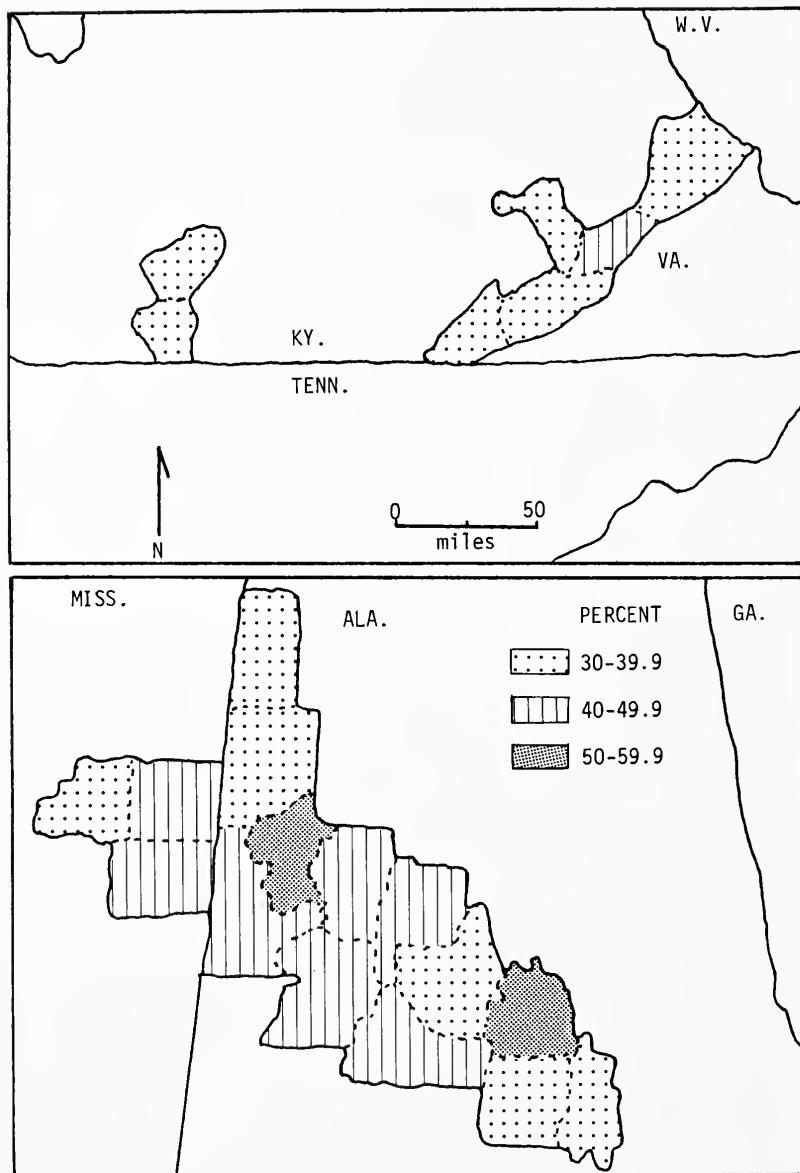 W.V.
VA.
KY.
TENN.
0 50
miles
N
MISS.
ALA.
PERCENT
GA.
30-39.9
40-49.9
50-59.9